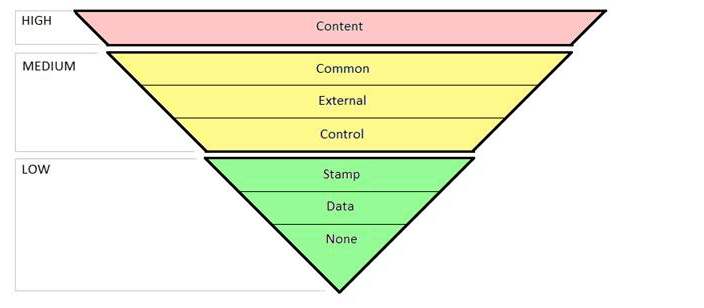 HIGH
Content
MEDIUM
Common
External
Control
LOW
Stamp
Data
None